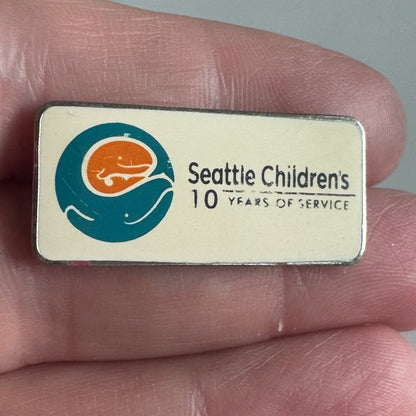 Seattle Children's
10 YEARS OF SERVICE